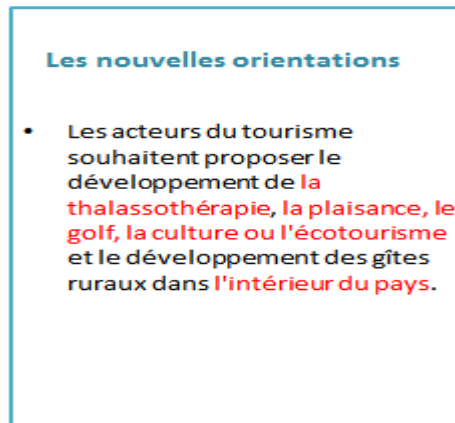 Les nouvelles orientations
• Les acteurs du tourisme
souhaitent proposer le
développement de la
thalassothérapie, la plaisance, le
golf, la culture ou l'écotourisme
et le développement des gîtes
ruraux dans l'intérieur du pays.